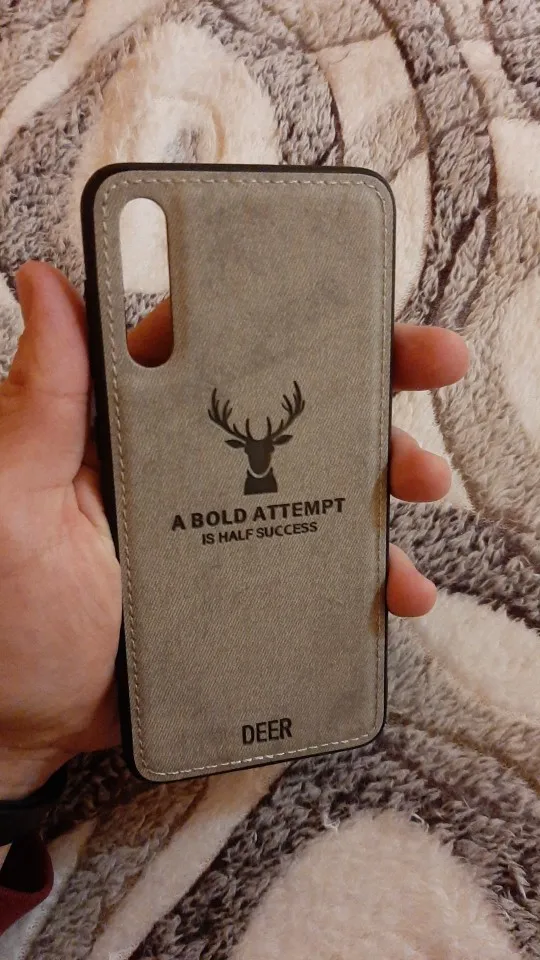 A BOLD ATTEMPT
IS HALF SUCCESS
DEER